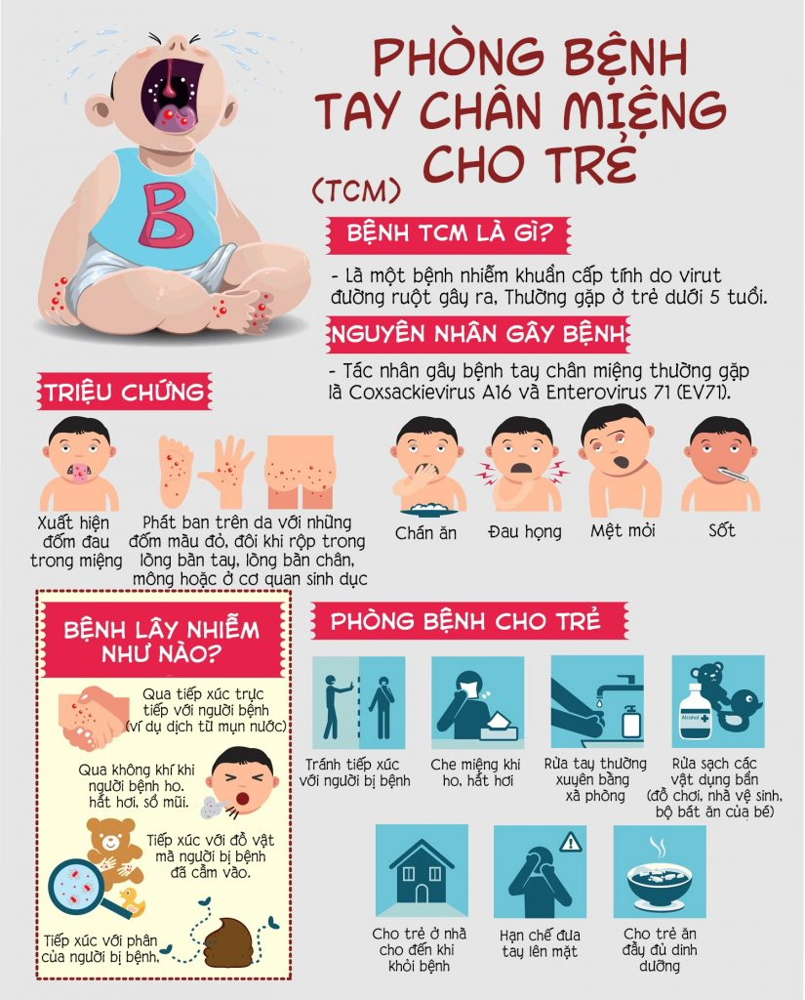 PHÒNG BỆNH
TAY CHÂN MIỆNG
CHO TRẺ
(TCM)
B
BỆNH TCM LÀ GÌ?
- Là một bệnh nhiễm khuẩn cấp tính do virut
đường ruột gây ra, Thường gặp ở trẻ dưới 5 tuổi.
NGUYÊN NHÂN GÂY BỆNH
- Tác nhân gây bệnh tay chân miệng thường gặp
là Coxsackievirus A16 và Enterovirus 71 (EV71).
TRIỆU CHỨNG
Xuất hiện
đốm đau
trong miệng
Phát ban trên da với những
đốm màu đỏ, đôi khi rộp trong
lòng bàn tay, lòng bàn chân,
mông hoặc ở cơ quan sinh dục
Chán ăn
Đau họng
Mệt mỏi
Sốt
BỆNH LÂY NHIỄM
NHƯ NÀO?
Qua tiếp xúc trực
tiếp với người bệnh
(ví dụ dịch từ mụn nước)
Qua không khí khi
người bệnh ho.
hắt hơi, sổ mũi.
Tiếp xúc với đồ vật
mà người bị bệnh
đã cầm vào.
Tiếp xúc với phân
của người bị bệnh,
PHÒNG BỆNH CHO TRẺ
Tránh tiếp xúc
với người bị bệnh
Che miệng khi
ho, hắt hơi
Rửa tay thường
xuyên bằng
xà phòng
Alcohol
Rửa sạch các
vật dụng bẩn
(đồ chơi, nhà vệ sinh,
bộ bát ăn của bé)
Cho trẻ ở nhà
cho đến khi
khỏi bệnh
Hạn chế đưa
tay lên mặt
Cho trẻ ăn
đầy đủ dinh
dưỡng